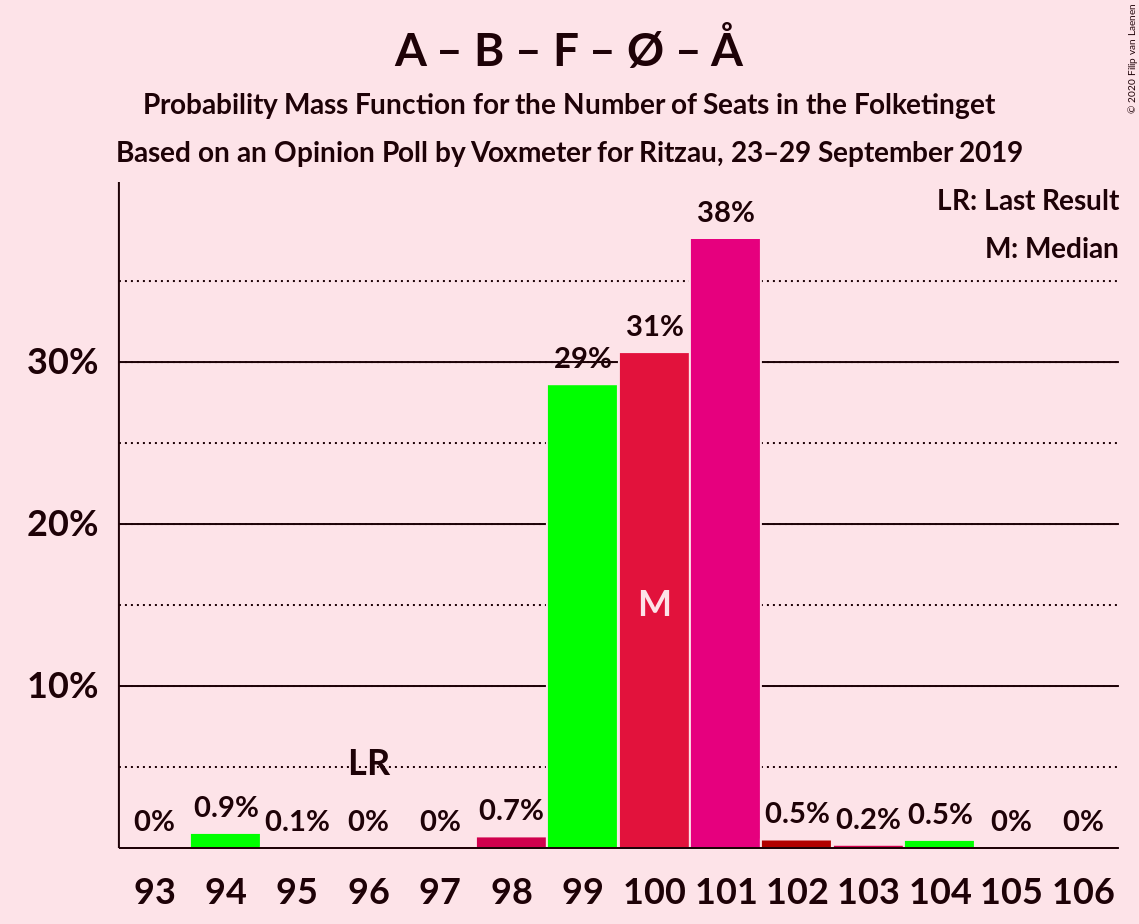 A – B – F – Ø – Å
Probability Mass Function for the Number of Seats in the Folketinget
Based on an Opinion Poll by Voxmeter for Ritzau, 23–29 September 2019
© 2020 Filip van Laenen
LR: Last Result
M: Median
38%
31%
29%
30%
20%
M
10%
LR
0% 0.9% 0.1% 0% 0% 0.7% 0.5% 0.2% 0.5% 0% 0%
93 94 95 96 97 98 99 100 101 102 103 104 105 106